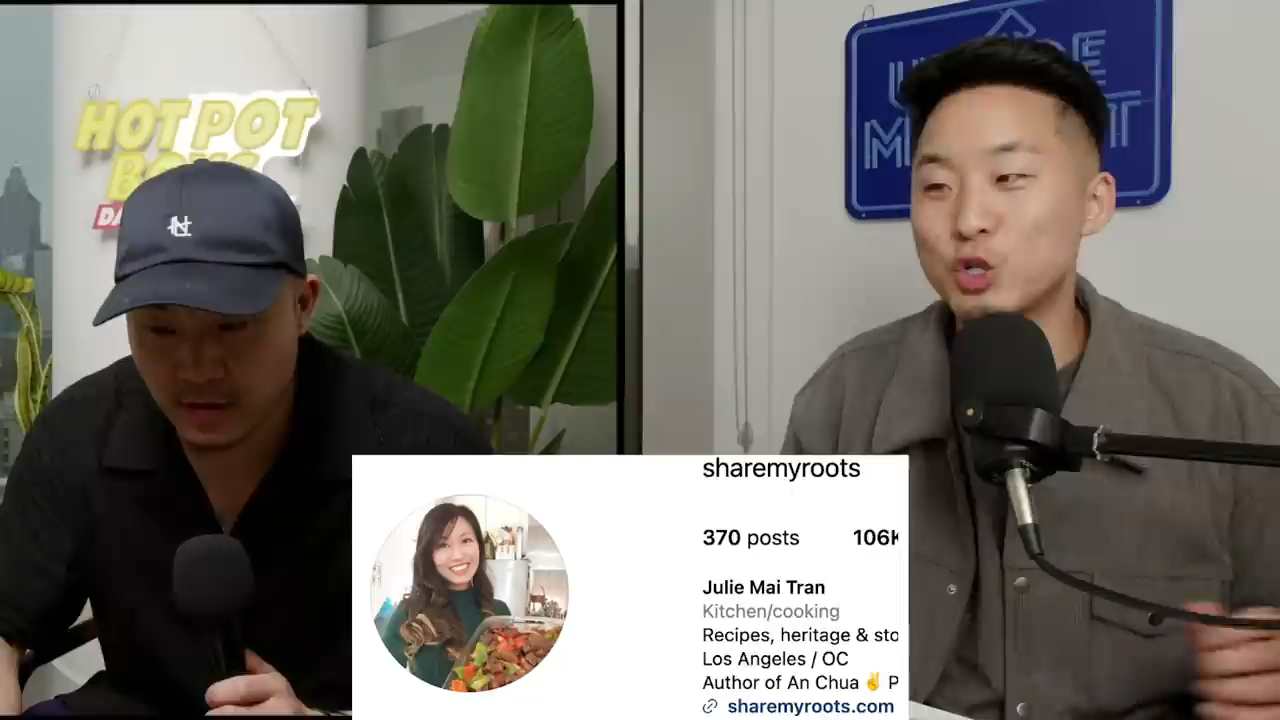 HOT POT
sharemyroots
370 posts 106K
Julie Mai Tran
Kitchen/cooking
Recipes, heritage & sto
Los Angeles / OC
Author of An Chua ✌️ P
sharemyroots.com